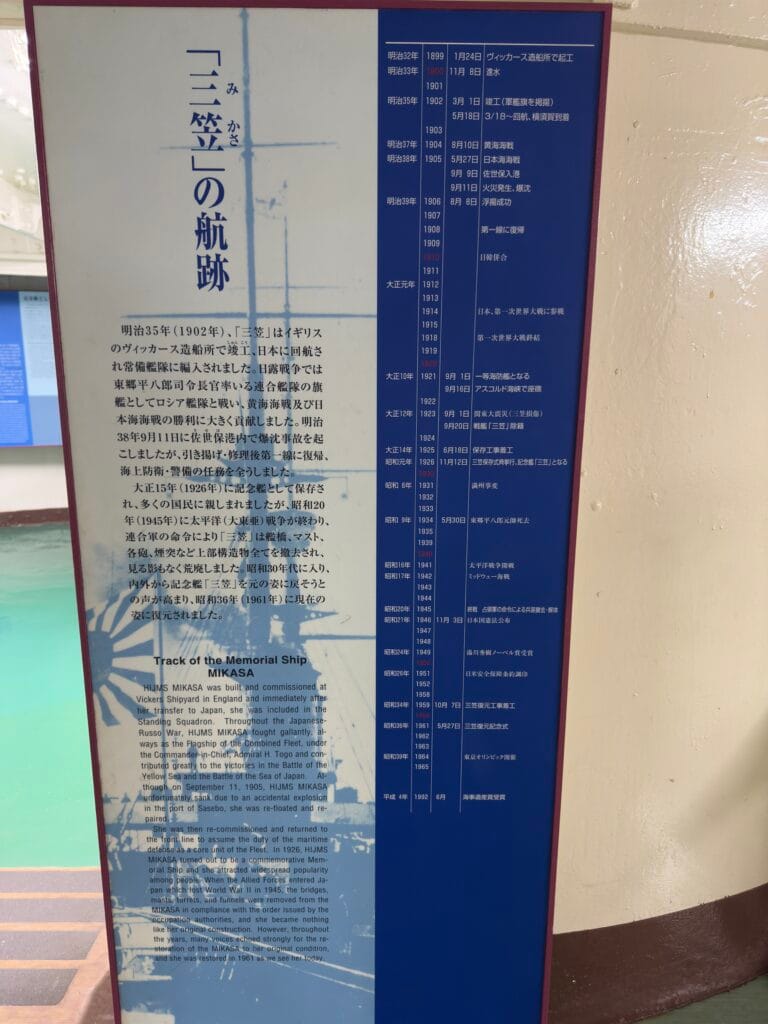 「三笠」の航跡
み かさ
明治35年(1902年)、「三笠」はイギリス
のヴィッカース造船所で竣工、日本に回航さ
れ常備艦隊に編入されました。日露戦争では
東郷平八郎司令長官率いる連合艦隊の旗
艦としてロシア艦隊と戦い、黄海海戦及び日
本海海戦の勝利に大きく貢献しました。明治
38年9月11日に佐世保港内で爆沈事故を起
こしましたが、引き揚げ・修理後第一線に復帰、
海上防衛・警備の任務を全うしました。
大正15年(1926年)に記念艦として保存さ
れ、多くの国民に親しまれましたが、昭和20
年(1945年)に太平洋(大東亜)戦争が終わり、
連合軍の命令により「三笠」は艦橋、マスト、
各砲、煙突など上部構造物全てを撤去され、
見る影もなく荒廃しました。昭和30年代に入り、
内外から記念艦「三笠」を元の姿に戻そうと
の声が高まり、昭和36年(1961年)に現在の
姿に復元されました。
Track of the Memorial Ship
MIKASA
HIJMS MIKASA was built and commissioned at
Vickers Shipyard in England and immediately after
her transfer to Japan, she was included in the
Standing Squadron. Throughout the Japanese-
Russo War, HIJMS MIKASA fought gallantly, al-
ways as the Flagship of the Combined Fleet, under
the Commander-in-Chief, Admiral H. Togo and con-
tributed greatly to the victories in the Battle of the
Yellow Sea and the Battle of the Sea of Japan. Al-
though on September 11, 1905, HIJMS MIKASA
unfortunately sank due to an accidental explosion
in the port of Sasebo, she was re-floated and re-
paired.
She was then re-commissioned and returned to
the front line to assume the duty of the maritime
defense as a core unit of the Fleet. In 1926, HIJMS
MIKASA turned out to be a commemorative Mem-
orial Ship and she attracted widespread popularity
among people. When the Allied Forces entered Ja-
pan which lost World War II in 1945, the bridges,
masts, turrets, and funnels were removed from the
MIKASA in compliance with the order issued by the
occupation authorities, and she became nothing
like her original construction. However, throughout
the years, many voices echoed strongly for the re-
storation of the MIKASA to her original condition,
and she was restored in 1961 as we see her today.
明治32年 1899 1月24日 ヴィッカース造船所で起工
明治33年 1900 11月 8日 進水
1901
明治35年 1902 3月 1日 竣工(軍艦旗を掲揚)
5月18日 3/18〜回航、横須賀到着
1903
明治37年 1904 8月10日 黄海海戦
明治38年 1905 5月27日 日本海海戦
9月 9日 佐世保入港
9月11日 火災発生、爆沈
明治39年 1906 8月 8日 浮揚成功
1907
1908 第一線に復帰
1909
1910 日韓併合
1911
大正元年 1912
1913
1914 日本、第一次世界大戦に参戦
1915
1918 第一次世界大戦終結
1919
1920
大正10年 1921 9月 1日 一等海防艦となる
9月16日 アスコルド海峡で座礁
1922
大正12年 1923 9月 1日 関東大震災(三笠損傷)
9月20日 戦艦「三笠」除籍
1924
大正14年 1925 6月18日 保存工事着工
昭和元年 1926 11月12日 三笠保存式典挙行、記念艦「三笠」となる
1930
昭和 6年 1931 満州事変
1932
1933
昭和 9年 1934 5月30日 東郷平八郎元帥死去
1935
1939
1940
昭和16年 1941 太平洋戦争開戦
昭和17年 1942 ミッドウェー海戦
1943
1944
昭和20年 1945 終戦 占領軍の命令による兵装撤去・解体
昭和21年 1946 11月 3日 日本国憲法公布
1947
1948
昭和24年 1949 湯川秀樹ノーベル賞受賞
1950
昭和26年 1951 日米安全保障条約調印
1952
1958
昭和34年 1959 10月 7日 三笠復元工事着工
1960
昭和36年 1961 5月27日 三笠復元記念式
1962
1963
昭和39年 1964 東京オリンピック開催
1965
平成 4年 1992 6月 海事遺産賞受賞